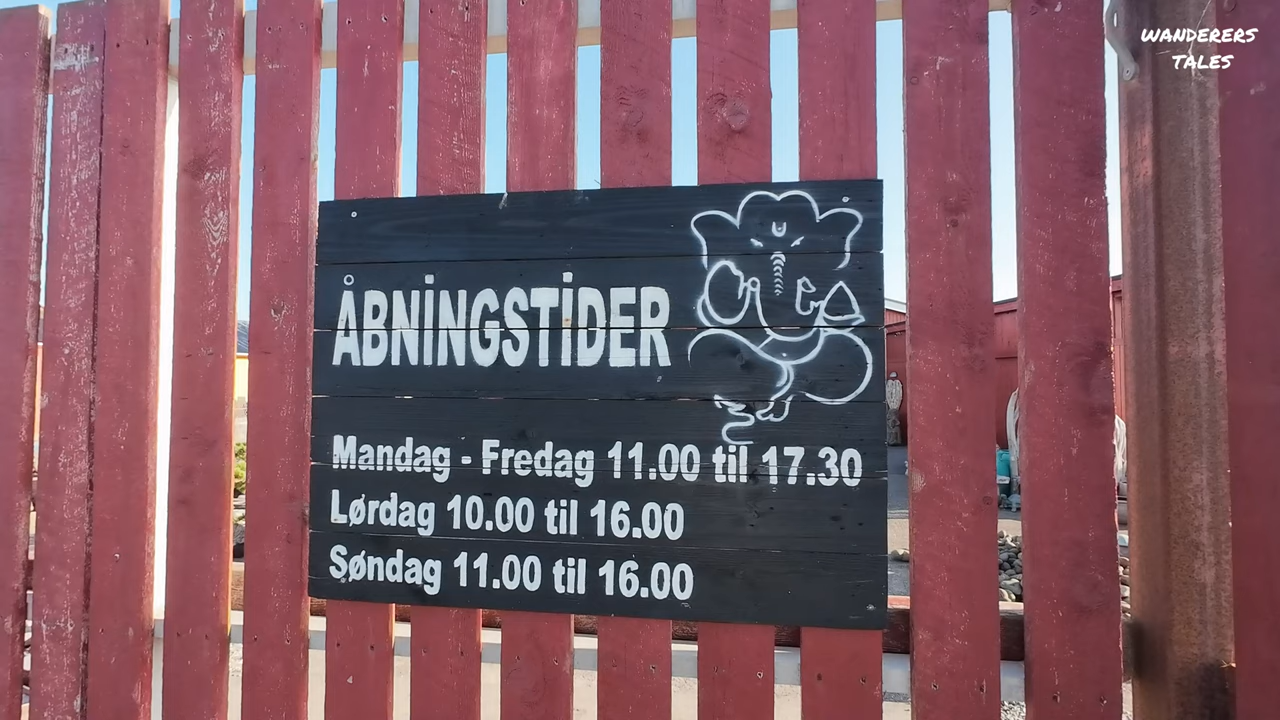 WANDERERS
TALES
ÅBNINGSTIDER
Mandag - Fredag 11.00 til 17.30
Lørdag 10.00 til 16.00
Søndag 11.00 til 16.00